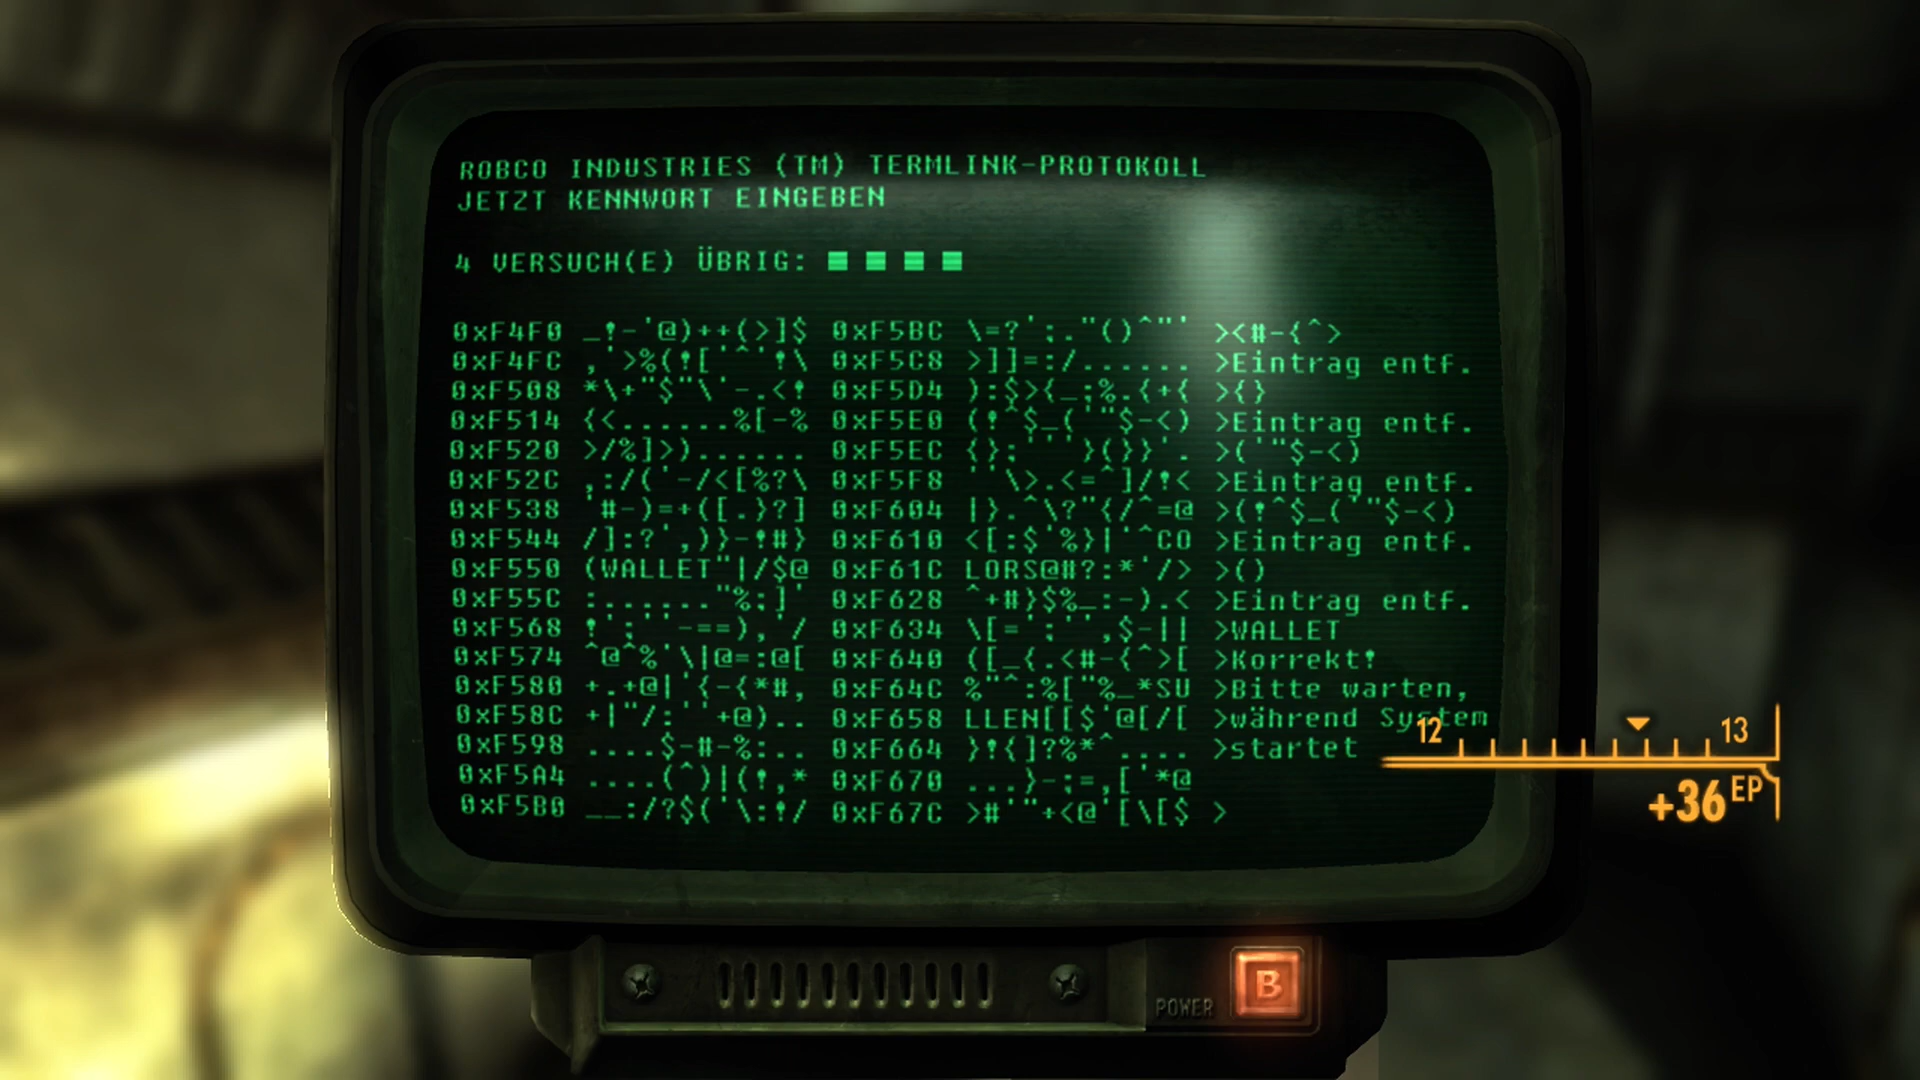 ROBCO INDUSTRIES (TM) TERMLINK-PROTOKOLL
JETZT KENNWORT EINGEBEN
4 VERSUCH(E) ÜBRIG: ■ ■ ■ ■
0xF4F0 _!-'@)++(>]$ 0xF5BC \=?';."()^"' ><#-{^>
0xF4FC ,'>%(!['^'!\ 0xF5C8 >]]=:/...... >Eintrag entf.
0xF508 *\+"$"\'-.<! 0xF5D4 ):$>{_;%.{+{ >{}
0xF514 {<......%[-% 0xF5E0 (!^$_('"$-<) >Eintrag entf.
0xF520 >/%]>)...... 0xF5EC {};'''}(}}'. >('"$-<)
0xF52C ,:/('-/<[%?\ 0xF5F8 ''\>.<=^]/!< >Eintrag entf.
0xF538 '#-)=+([.}?] 0xF604 |}.^\?"{/^=@ >(!^$_('"$-<)
0xF544 /]:?',)}-!#} 0xF610 <[:$'%}|'^CO >Eintrag entf.
0xF550 (WALLET"|/$@ 0xF61C LORS@#?:*'/> >()
0xF55C :......."%;]' 0xF628 ^+#}$%_:-).< >Eintrag entf.
0xF568 !';''-==),'/ 0xF634 \[=';'',$-|| >WALLET
0xF574 ^@^%'\|@=:@[ 0xF640 ([_{.<#-{^>[ >Korrekt!
0xF580 +.+@|'{-{*#, 0xF64C %"^:%["%_*SU >Bitte warten,
0xF58C +|"/:''+@).. 0xF658 LLEN[[$'@[/[ >während System
0xF598 ....$-#-%:.. 0xF664 }!{]?%*^.... >startet
0xF5A4 ....(^)|(!,* 0xF670 ...}-;=,['*@
0xF5B0 __:/?$('\:!/ 0xF67C >#'"+<@'[\[$ >
12 13
+36 EP
POWER
B